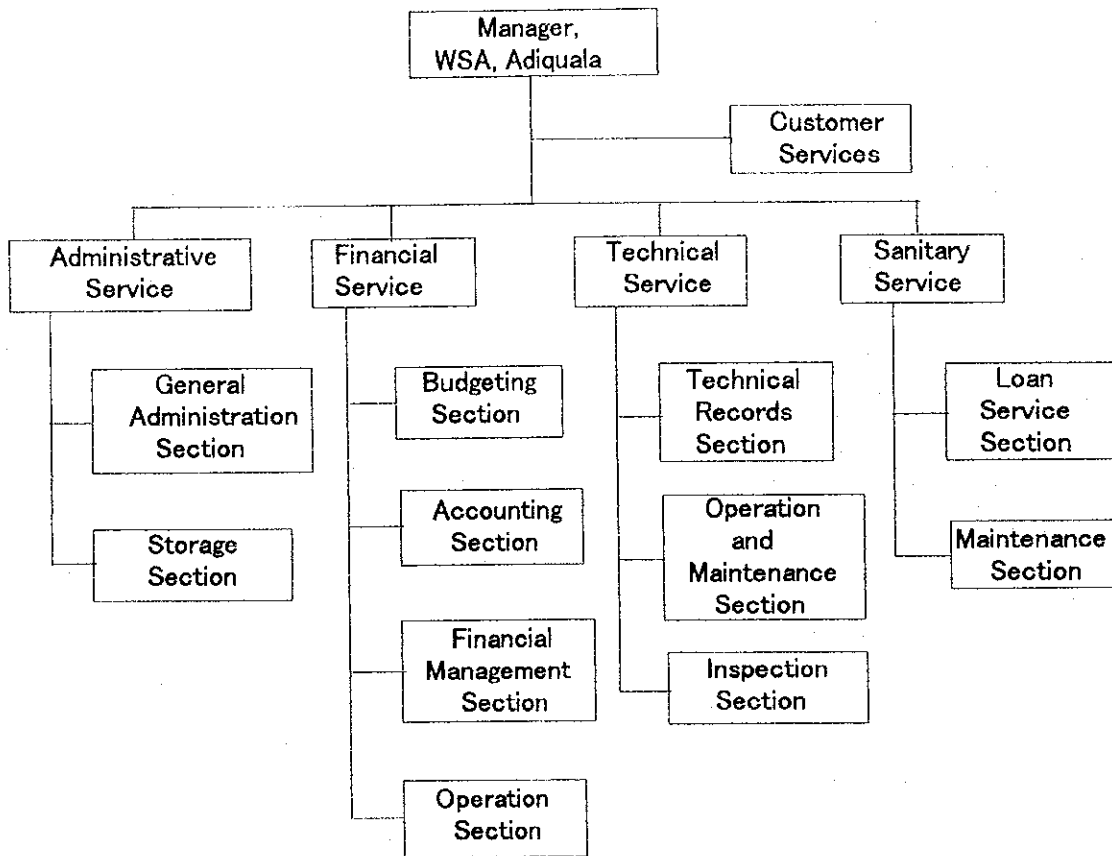 Manager,
WSA, Adiquala
Customer
Services
Administrative
Service
General
Administration
Section
Storage
Section
Financial
Service
Budgeting
Section
Accounting
Section
Financial
Management
Section
Operation
Section
Technical
Service
Technical
Records
Section
Operation
and
Maintenance
Section
Inspection
Section
Sanitary
Service
Loan
Service
Section
Maintenance
Section